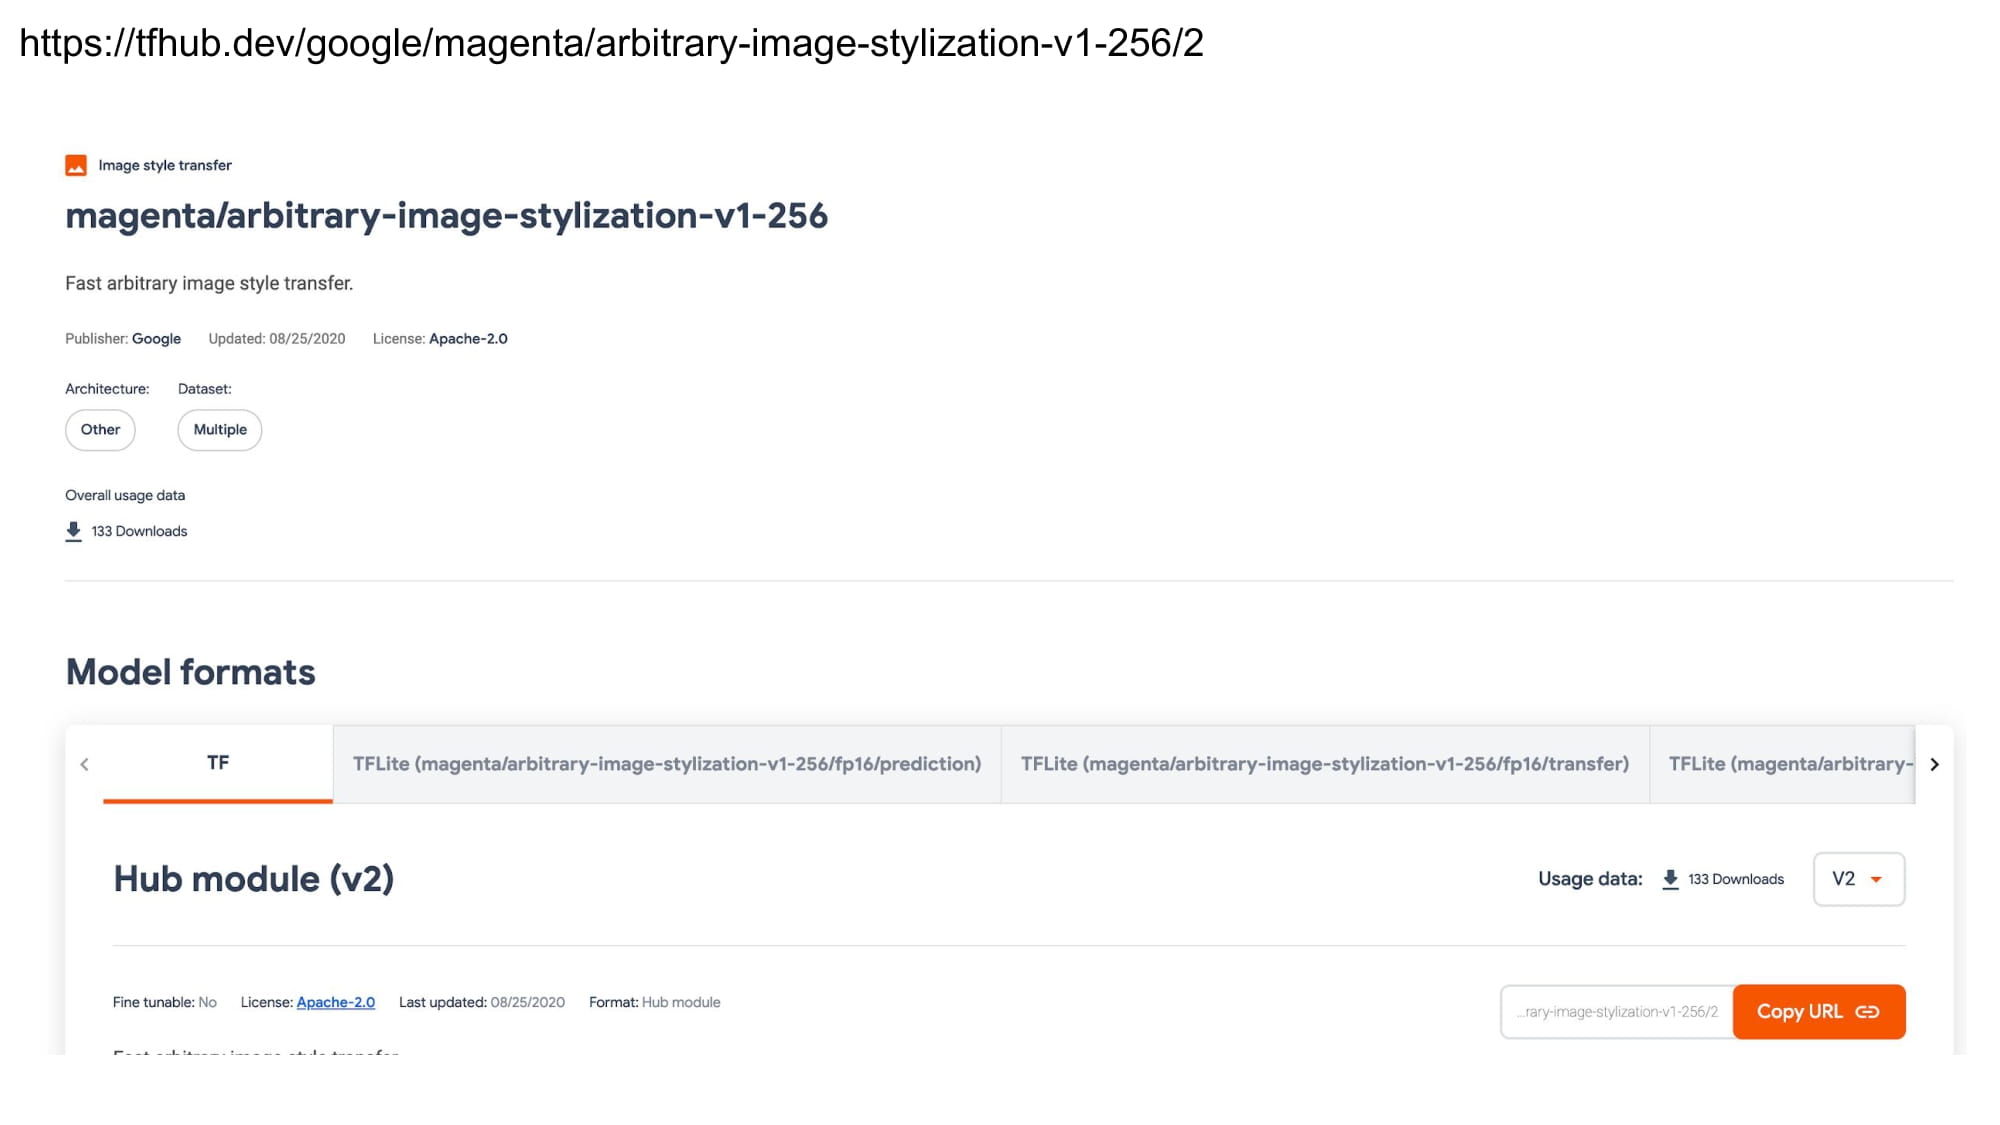 https://tfhub.dev/google/magenta/arbitrary-image-stylization-v1-256/2
Image style transfer
magenta/arbitrary-image-stylization-v1-256
Fast arbitrary image style transfer.
Publisher: Google Updated: 08/25/2020 License: Apache-2.0
Architecture: Dataset:
Other Multiple
Overall usage data
133 Downloads
Model formats
TF TFLite (magenta/arbitrary-image-stylization-v1-256/fp16/prediction) TFLite (magenta/arbitrary-image-stylization-v1-256/fp16/transfer) TFLite (magenta/arbitrary-
Hub module (v2) Usage data: 133 Downloads V2
Fine tunable: No License: Apache-2.0 Last updated: 08/25/2020 Format: Hub module ...rary-image-stylization-v1-256/2 Copy URL
Fast arbitrary image style transfer